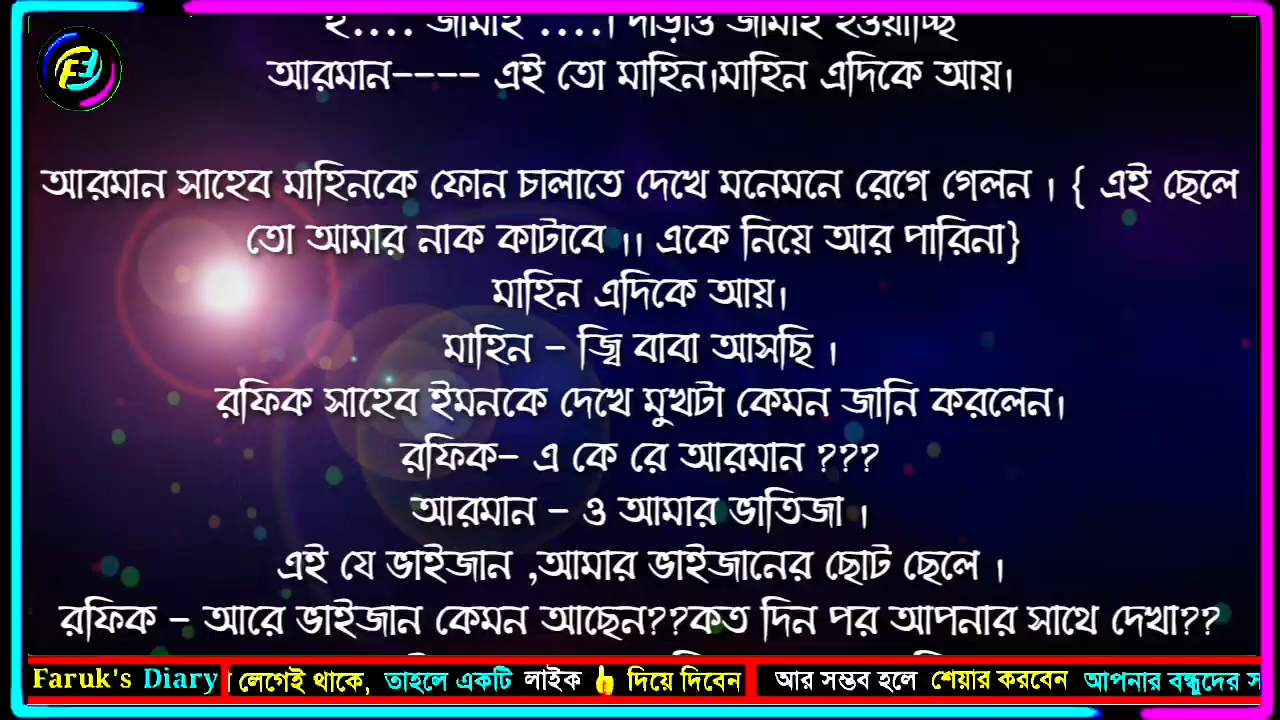 হ.... জামাই ....। দাড়াও জামাই হওয়াচ্ছি
আরমান---- এই তো মাহিন।মাহিন এদিকে আয়।
আরমান সাহেব মাহিনকে ফোন চালাতে দেখে মনেমনে রেগে গেলন । { এই ছেলে
তো আমার নাক কাটাবে ।। একে নিয়ে আর পারিনা}
মাহিন এদিকে আয়।
মাহিন – জ্বি বাবা আসছি ।
রফিক সাহেব ইমনকে দেখে মুখটা কেমন জানি করলেন।
রফিক– এ কে রে আরমান ???
আরমান – ও আমার ভাতিজা ।
এই যে ভাইজান ,আমার ভাইজানের ছোট ছেলে ।
রফিক – আরে ভাইজান কেমন আছেন??কত দিন পর আপনার সাথে দেখা??
Faruk's Diary লেগেই থাকে, তাহলে একটি লাইক 👍 দিয়ে দিবেন আর সম্ভব হলে শেয়ার করবেন আপনার বন্ধুদের